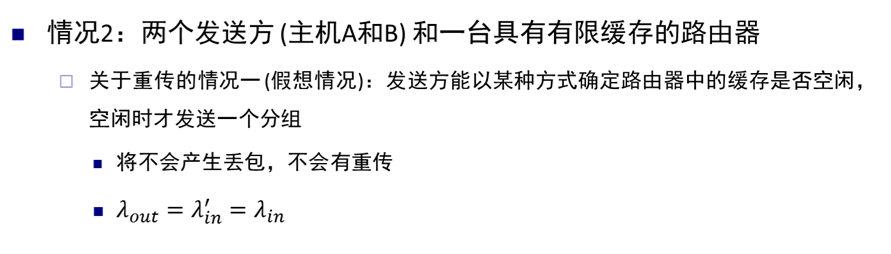 情况2：两个发送方 (主机A和B) 和一台具有有限缓存的路由器
关于重传的情况一 (假想情况)：发送方能以某种方式确定路由器中的缓存是否空闲，
空闲时才发送一个分组
将不会产生丢包，不会有重传
λ_out = λ′_in = λ_in